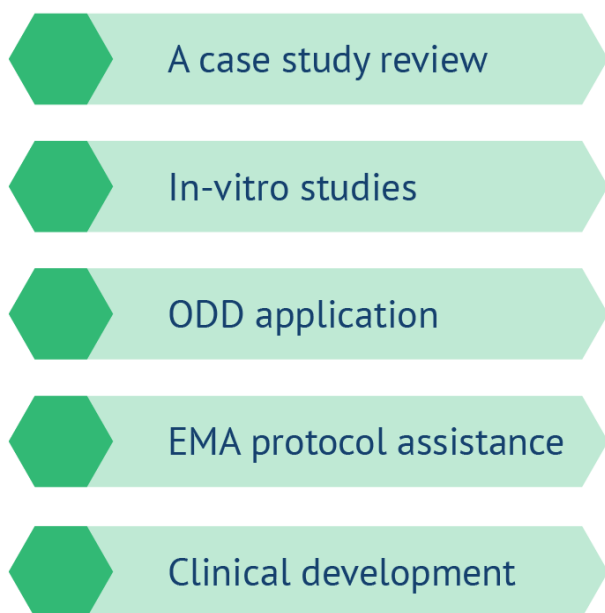 A case study review
In-vitro studies
ODD application
EMA protocol assistance
Clinical development